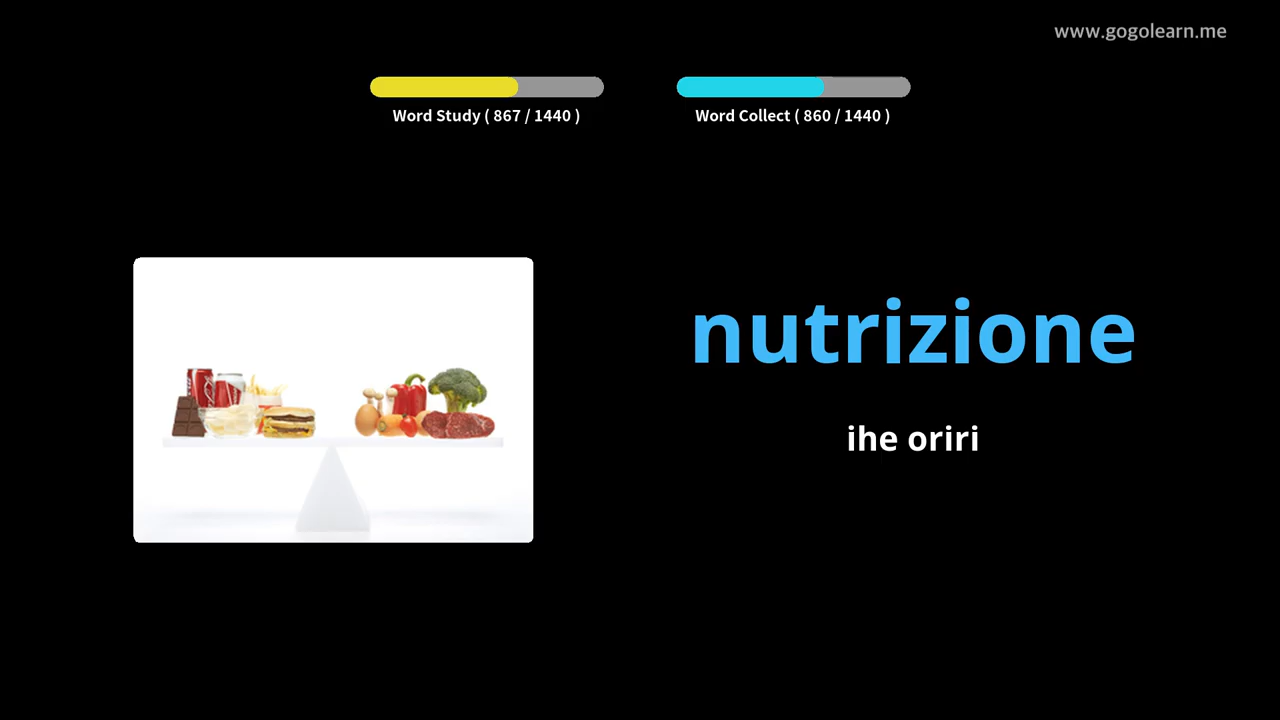 www.gogolearn.me
Word Study ( 867 / 1440 )
Word Collect ( 860 / 1440 )
nutrizione
ihe oriri